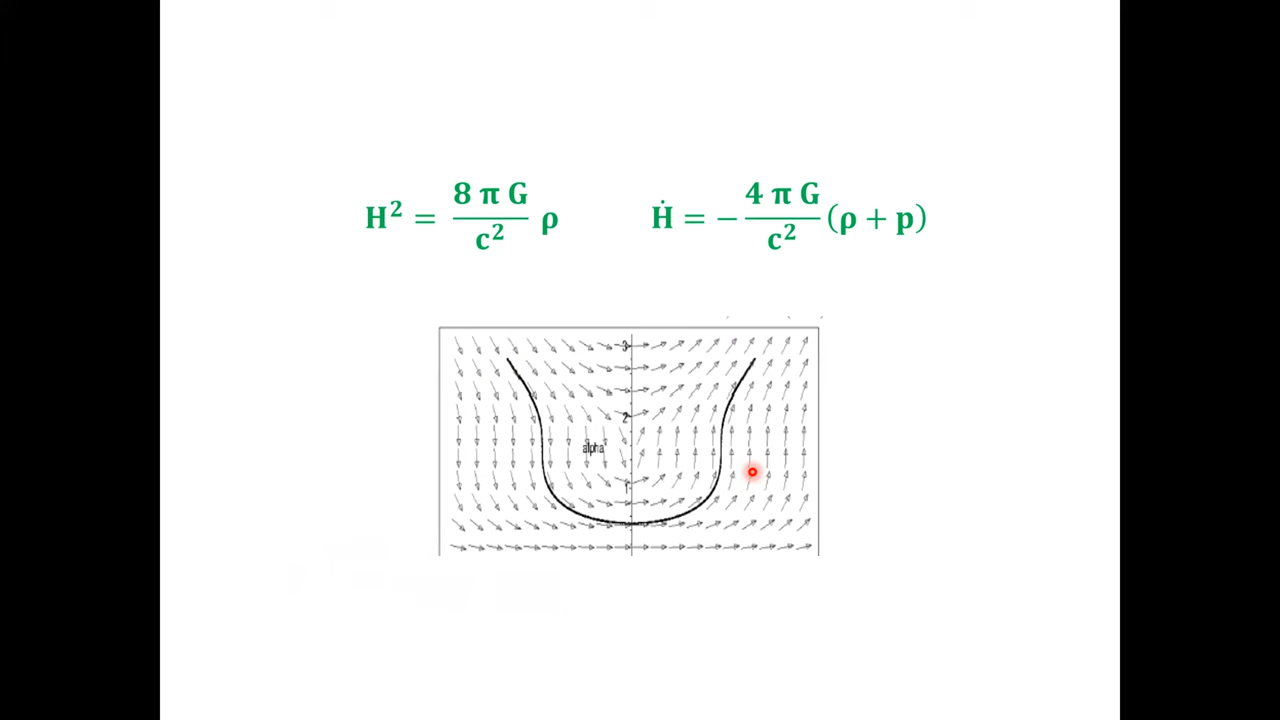 H² = 8 π G / c² ρ
Ḣ = − 4 π G / c² (ρ + p)
3
2
alpha
1